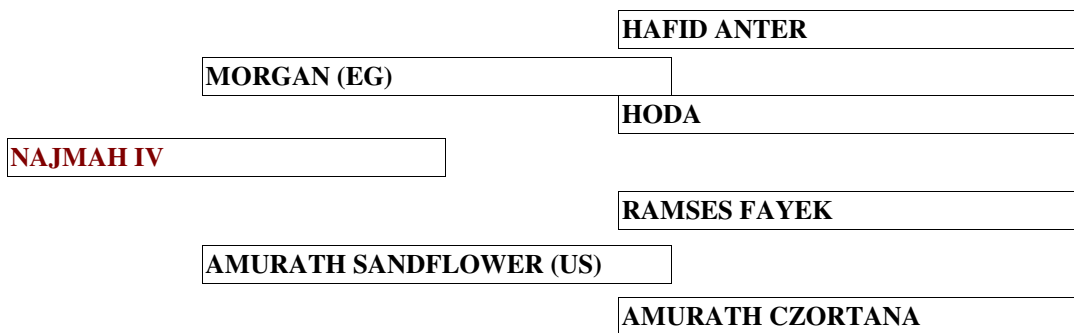 HAFID ANTER
MORGAN (EG)
HODA
NAJMAH IV
RAMSES FAYEK
AMURATH SANDFLOWER (US)
AMURATH CZORTANA